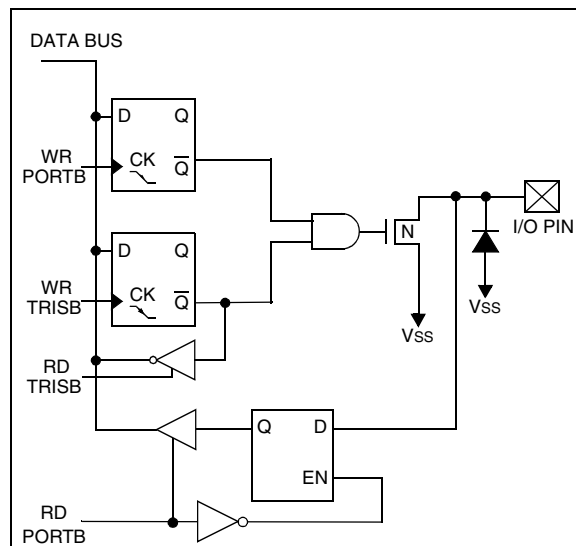 DATA BUS
D Q
WR
PORTB
CK
Q̅
N
I/O PIN
D Q
WR
TRISB
CK
Q̅
VSS
VSS
RD
TRISB
Q D
EN
RD
PORTB